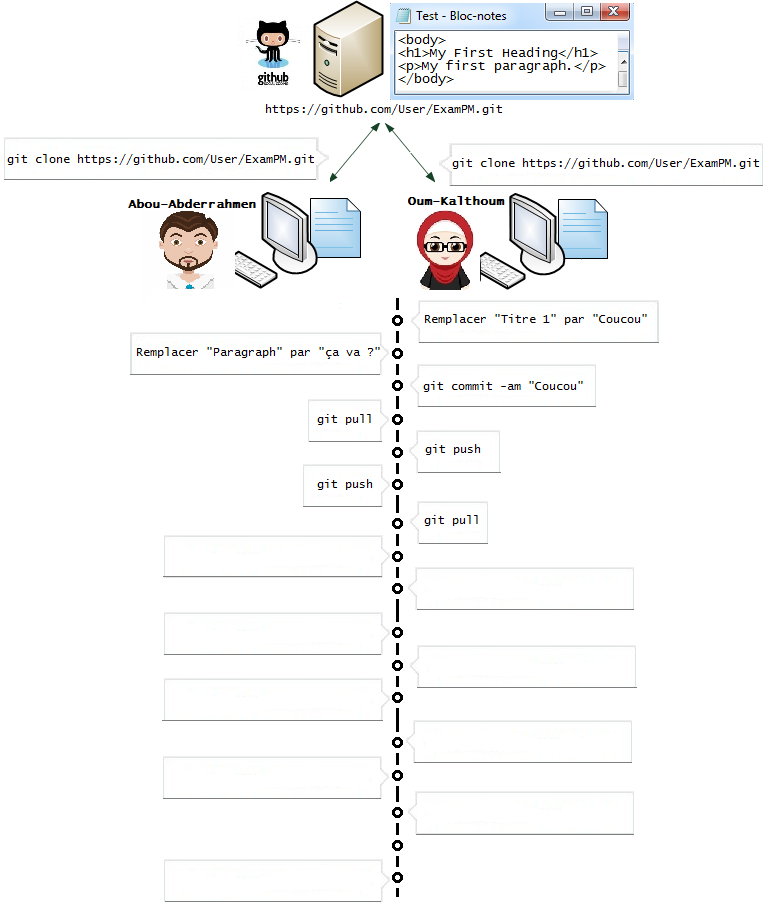 Test - Bloc-notes
<body>
<h1>My First Heading</h1>
<p>My first paragraph.</p>
</body>
github
https://github.com/User/ExamPM.git
git clone https://github.com/User/ExamPM.git
git clone https://github.com/User/ExamPM.git
Abou-Abderrahmen
Oum-Kalthoum
Remplacer "Titre 1" par "Coucou"
Remplacer "Paragraph" par "ça va ?"
git commit -am "Coucou"
git pull
git push
git push
git pull